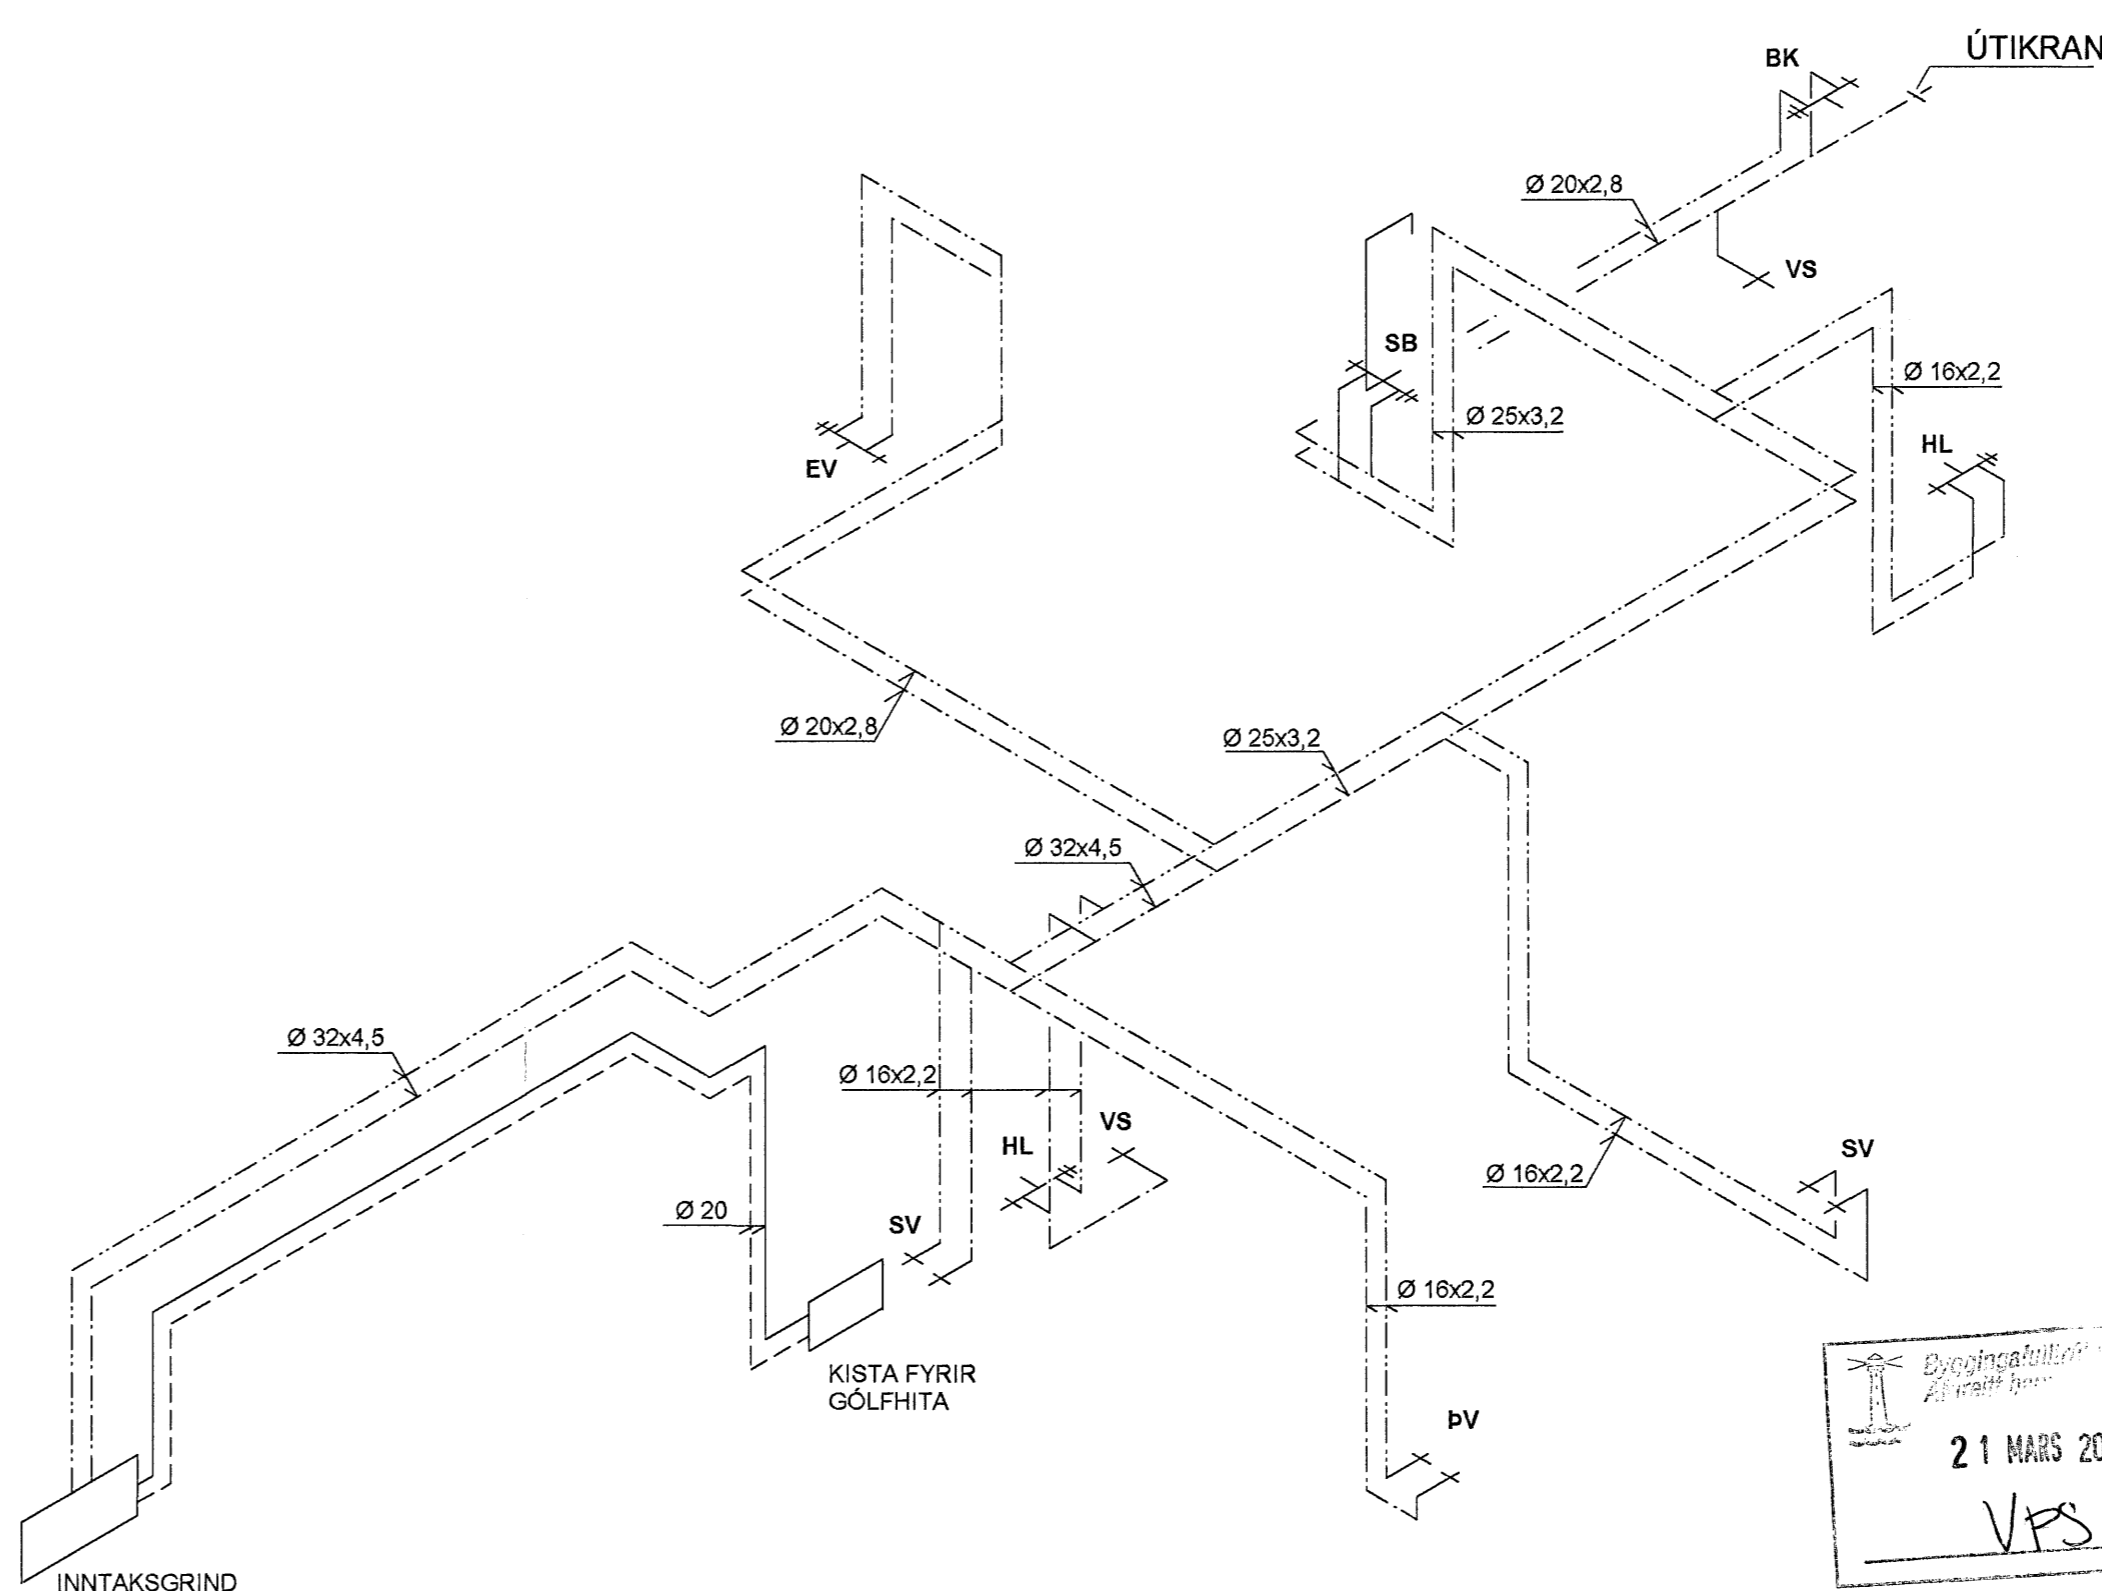 ÚTIKRAN
BK
Ø 20x2,8
VS
SB
Ø 16x2,2
Ø 25x3,2
HL
EV
Ø 20x2,8
Ø 25x3,2
Ø 32x4,5
Ø 32x4,5
Ø 16x2,2
VS
HL
SV
Ø 16x2,2
Ø 20
SV
Ø 16x2,2
KISTA FYRIR
GÓLFHITA
ÞV
21 MARS 20
VPS
INNTAKSGRIND